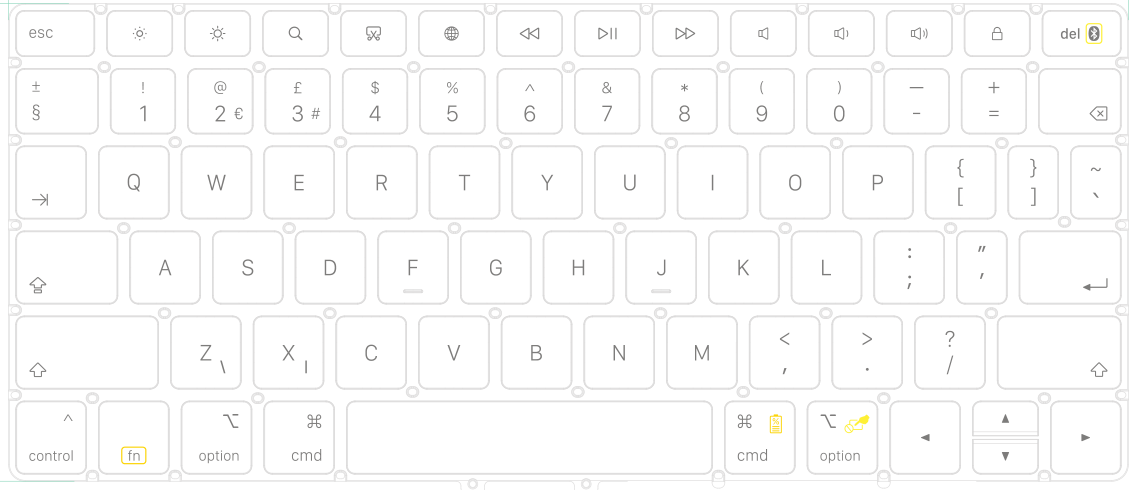 esc del
± ! @ £ $ % ^ & * ( ) — +
§ 1 2 € 3 # 4 5 6 7 8 9 0 - =
Q W E R T Y U I O P { } ~
[ ] `
A S D F G H J K L : "
; '
Z \ X | C V B N M < > ?
, . /
^ ⌥ ⌘ ⌘ % ⌥ ▲
control fn option cmd cmd option ◀ ▼ ▶